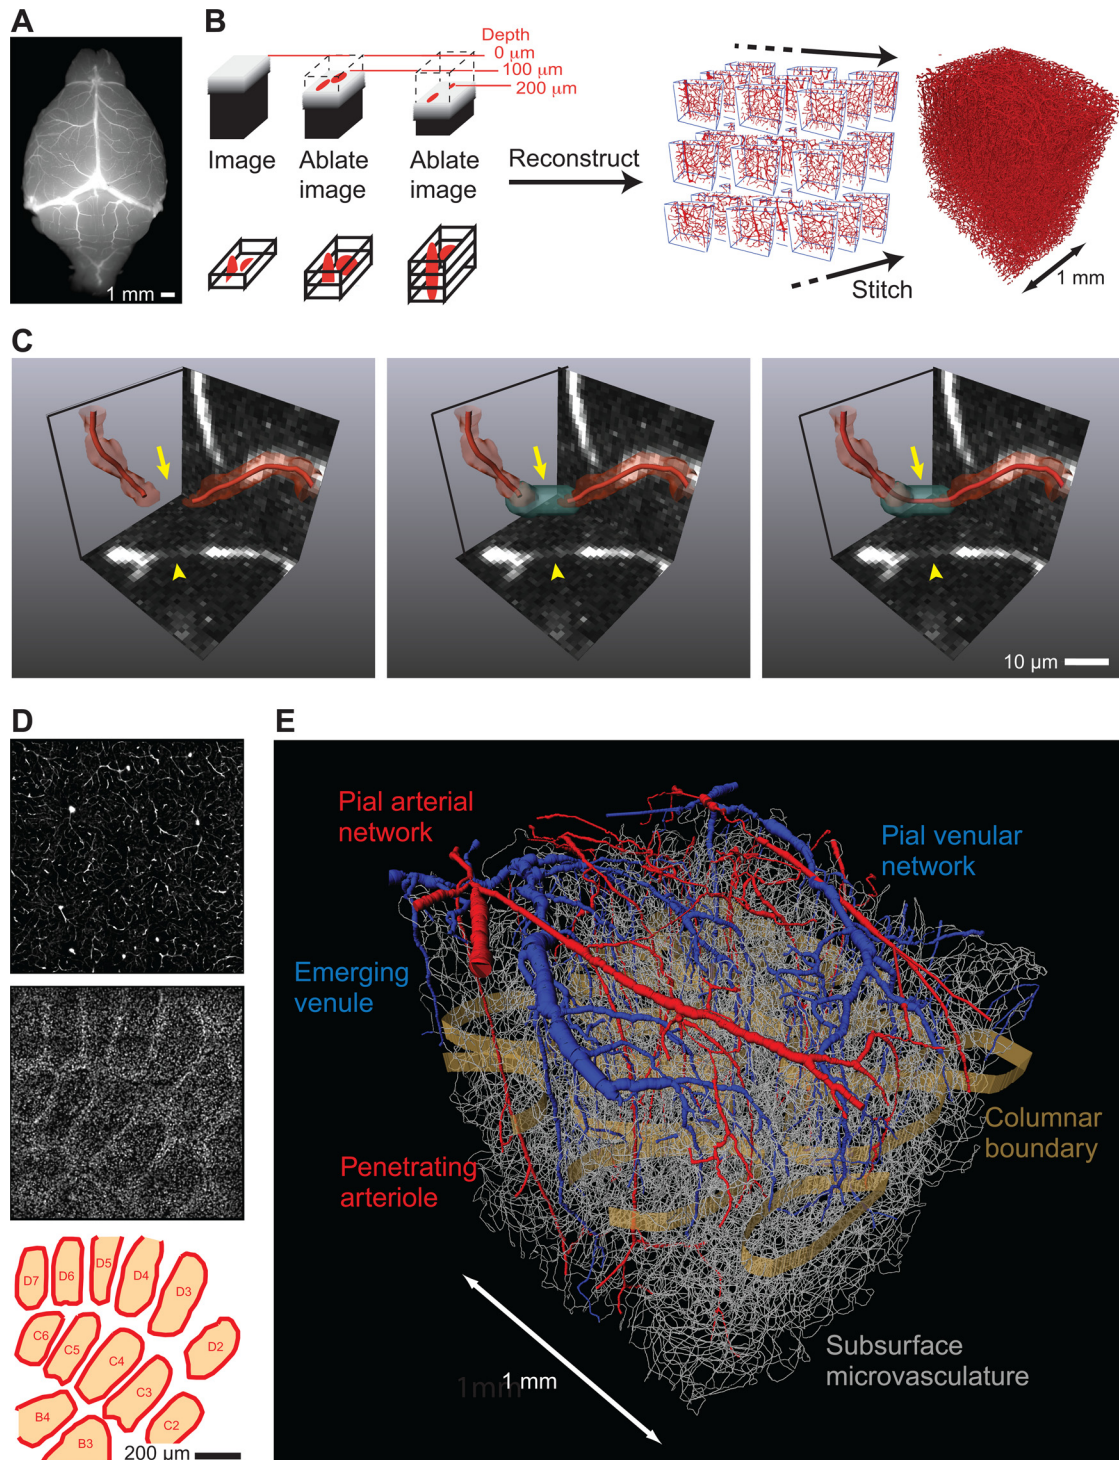 A
B
1 mm
Depth
0 μm
100 μm
200 μm
Image
Ablate
image
Ablate
image
Reconstruct
Stitch
1 mm
C
10 μm
D
D7
D6
D5
D4
D3
D2
C6
C5
C4
C3
C2
B4
B3
200 μm
E
Pial arterial
network
Pial venular
network
Emerging
venule
Columnar
boundary
Penetrating
arteriole
Subsurface
microvasculature
1mm
1 mm